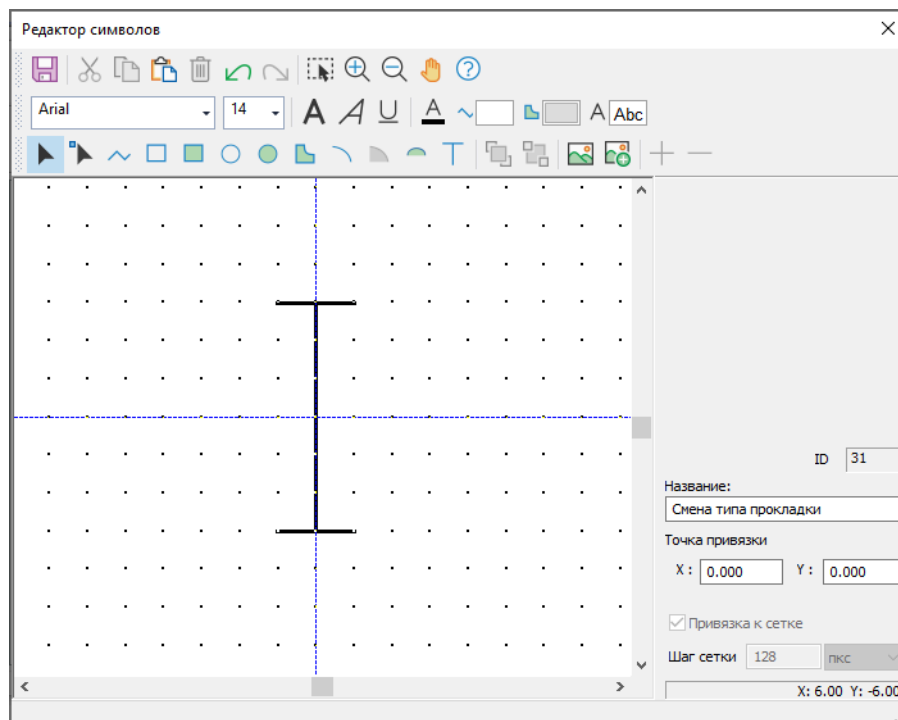 Редактор символов
Arial 14 A A U A A Abc
ID 31
Название:
Смена типа прокладки
Точка привязки
X: 0.000 Y: 0.000
Привязка к сетке
Шаг сетки 128 пкс
X: 6.00 Y: -6.00